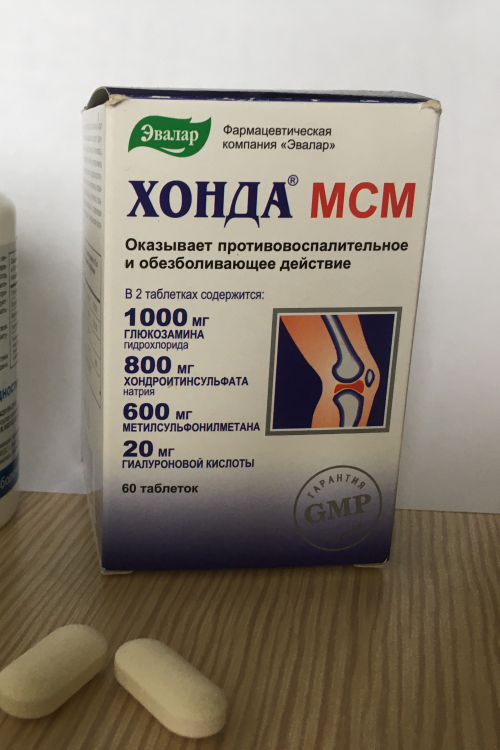 Эвалар
Фармацевтическая
компания «Эвалар»
ХОНДА® МСМ
Оказывает противовоспалительное
и обезболивающее действие
В 2 таблетках содержится:
1000 мг
ГЛЮКОЗАМИНА
гидрохлорида
800 мг
ХОНДРОИТИНСУЛЬФАТА
натрия
600 мг
МЕТИЛСУЛЬФОНИЛМЕТАНА
20 мг
ГИАЛУРОНОВОЙ КИСЛОТЫ
60 таблеток
ГАРАНТИЯ
GMP